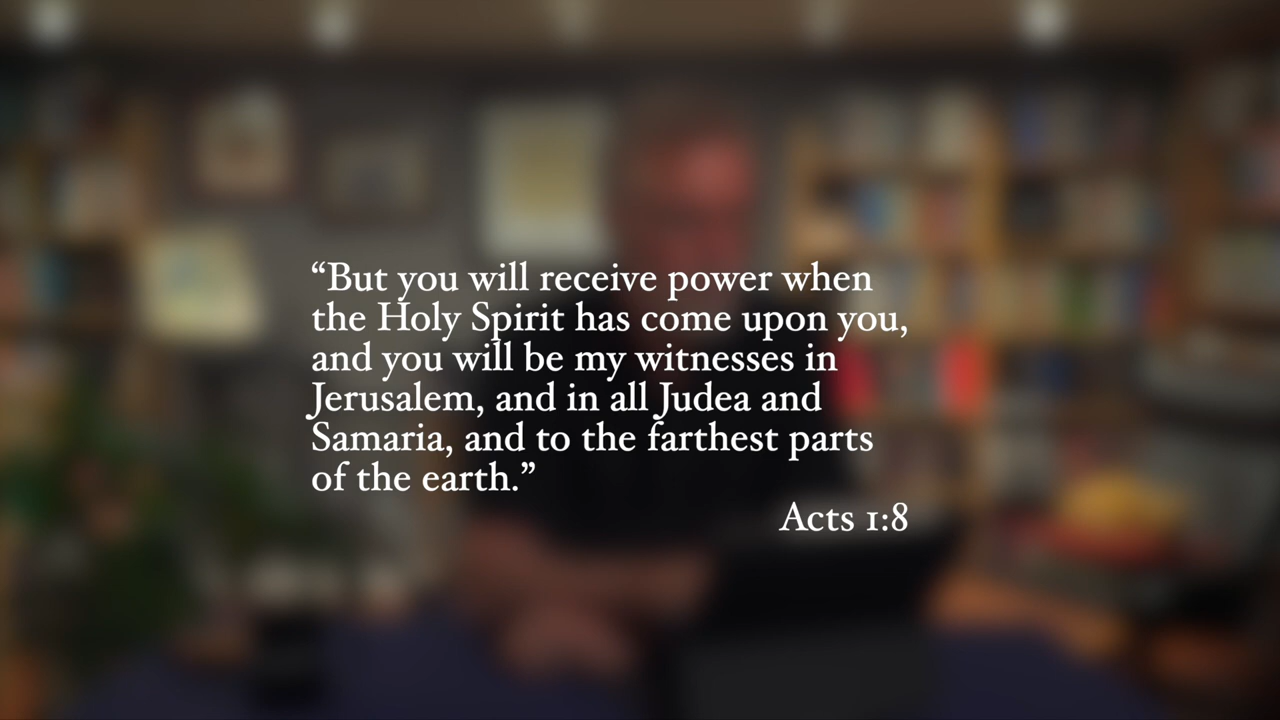 “But you will receive power when
the Holy Spirit has come upon you,
and you will be my witnesses in
Jerusalem, and in all Judea and
Samaria, and to the farthest parts
of the earth.”
Acts 1:8